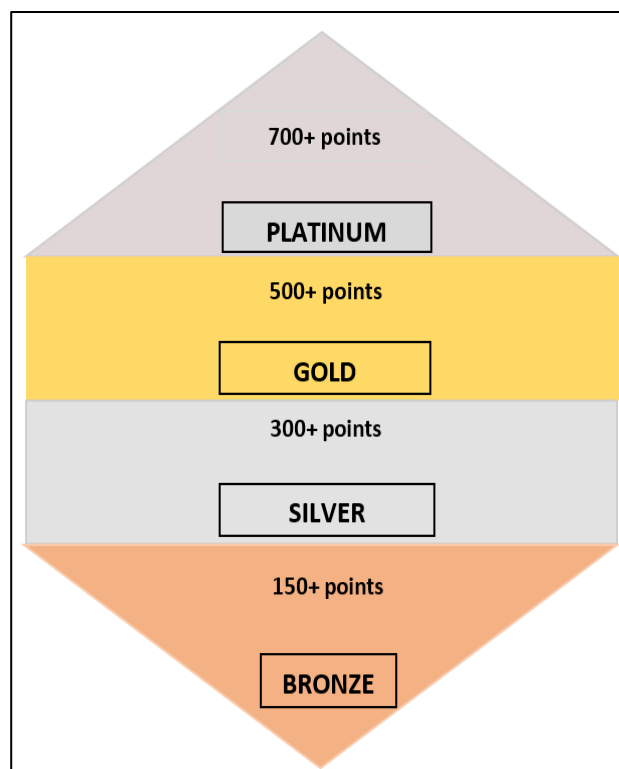 700+ points
PLATINUM
500+ points
GOLD
300+ points
SILVER
150+ points
BRONZE